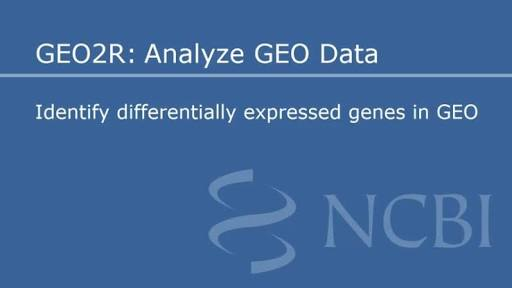 GEO2R: Analyze GEO Data
Identify differentially expressed genes in GEO
NCBI